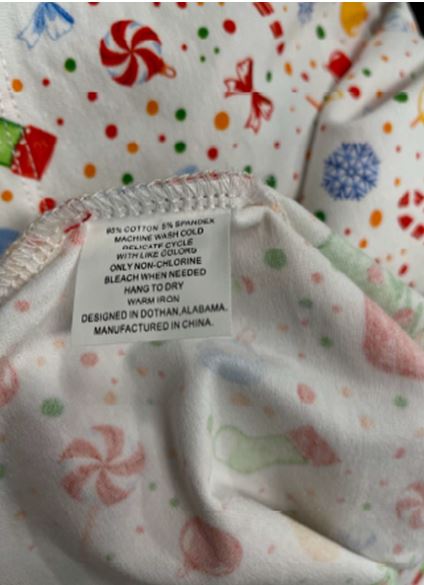 95% COTTON 5% SPANDEX
MACHINE WASH COLD
DELICATE CYCLE
WITH LIKE COLORS
ONLY NON-CHLORINE
BLEACH WHEN NEEDED
HANG TO DRY
WARM IRON
DESIGNED IN DOTHAN,ALABAMA.
MANUFACTURED IN CHINA.